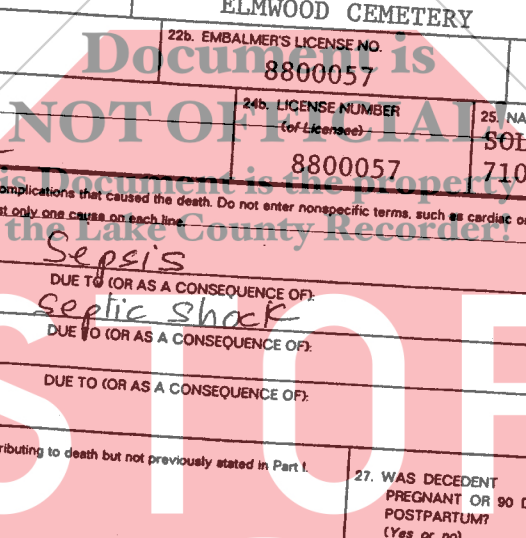 ELMWOOD CEMETERY
22b. EMBALMER'S LICENSE NO.
8800057
Document is
24b. LICENSE NUMBER
(of Licensee)
8800057
25. NA
SOL
710
NOT OFFICIAL!
is Document is the property
omplications that caused the death. Do not enter nonspecific terms, such as cardiac or
st only one cause on each line.
the Lake County Recorder!
Sepsis
DUE TO (OR AS A CONSEQUENCE OF):
Septic Shock
DUE TO (OR AS A CONSEQUENCE OF):
DUE TO (OR AS A CONSEQUENCE OF):
STOP
ributing to death but not previously stated in Part I.
27. WAS DECEDENT
PREGNANT OR 90 D
POSTPARTUM?
(Yes or no)